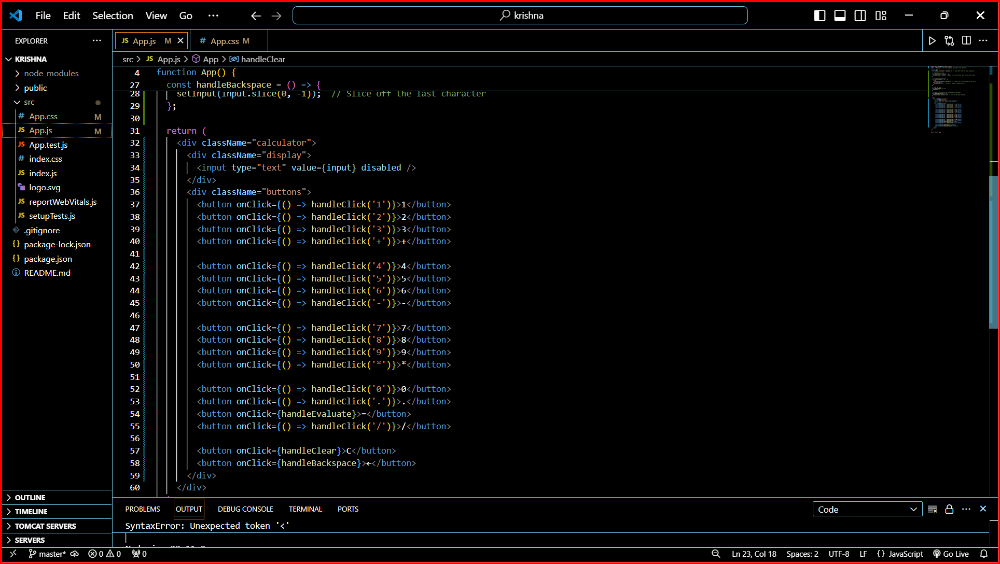 File Edit Selection View Go ··· krishna
EXPLORER ···
KRISHNA
node_modules
public
src
# App.css M
JS App.js M
JS App.test.js
# index.css
JS index.js
logo.svg
JS reportWebVitals.js
JS setupTests.js
.gitignore
{} package-lock.json
{} package.json
README.md
OUTLINE
TIMELINE
TOMCAT SERVERS
SERVERS
JS App.js M
# App.css M
src > JS App.js > App > handleClear
4 function App() {
27 const handleBackspace = () => {
28 setInput(input.slice(0, -1)); // Slice off the last character
29 };
30
31 return (
32 <div className="calculator">
33 <div className="display">
34 <input type="text" value={input} disabled />
35 </div>
36 <div className="buttons">
37 <button onClick={() => handleClick('1')}>1</button>
38 <button onClick={() => handleClick('2')}>2</button>
39 <button onClick={() => handleClick('3')}>3</button>
40 <button onClick={() => handleClick('+')}>+</button>
41
42 <button onClick={() => handleClick('4')}>4</button>
43 <button onClick={() => handleClick('5')}>5</button>
44 <button onClick={() => handleClick('6')}>6</button>
45 <button onClick={() => handleClick('-')}>-</button>
46
47 <button onClick={() => handleClick('7')}>7</button>
48 <button onClick={() => handleClick('8')}>8</button>
49 <button onClick={() => handleClick('9')}>9</button>
50 <button onClick={() => handleClick('*')}>*</button>
51
52 <button onClick={() => handleClick('0')}>0</button>
53 <button onClick={() => handleClick('.')}>.</button>
54 <button onClick={handleEvaluate}>=</button>
55 <button onClick={() => handleClick('/')}>/</button>
56
57 <button onClick={handleClear}>C</button>
58 <button onClick={handleBackspace}>←</button>
59 </div>
60 </div>
PROBLEMS OUTPUT DEBUG CONSOLE TERMINAL PORTS Code
SyntaxError: Unexpected token '<'
master* 0 0 0 Ln 23, Col 18 Spaces: 2 UTF-8 LF {} JavaScript Go Live